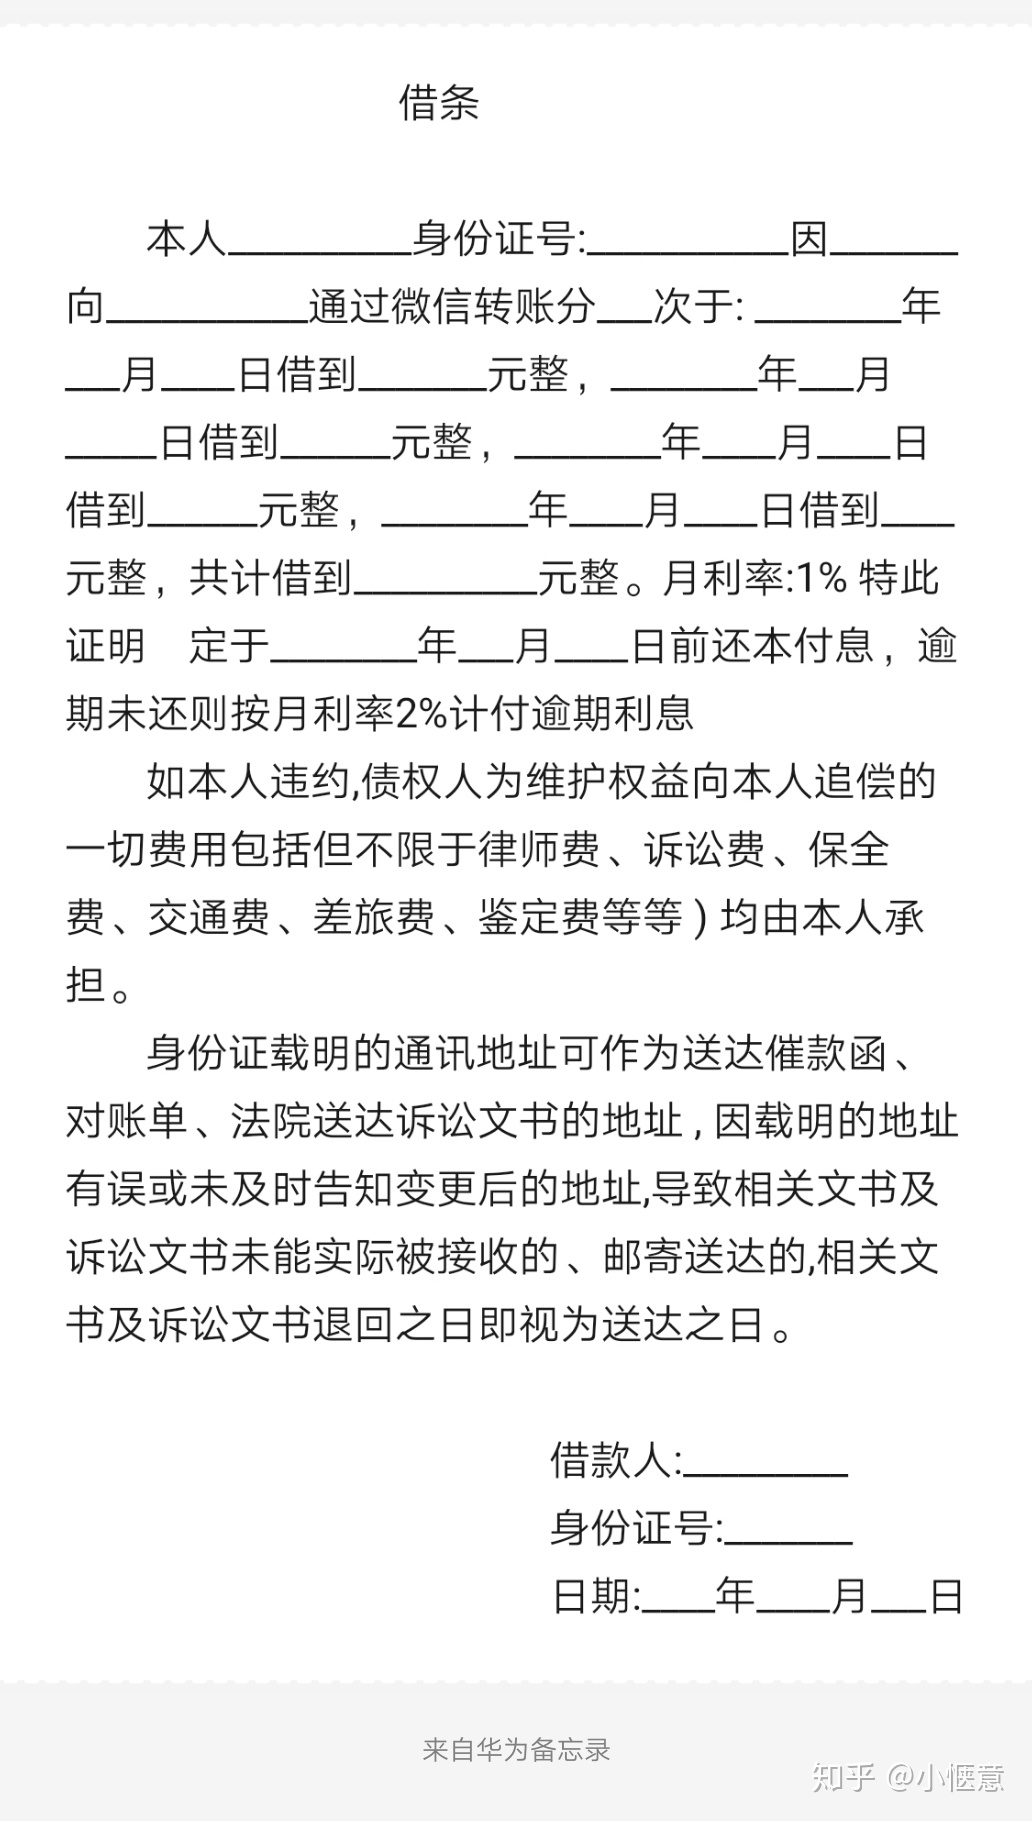 借条
本人__________身份证号:___________因_______
向___________通过微信转账分___次于: ________年
___月____日借到_______元整，________年___月
_____日借到______元整，________年____月____日
借到______元整，________年____月____日借到____
元整，共计借到__________元整。月利率:1% 特此
证明　定于________年___月____日前还本付息，逾
期未还则按月利率2%计付逾期利息
如本人违约,债权人为维护权益向本人追偿的
一切费用包括但不限于律师费、诉讼费、保全
费、交通费、差旅费、鉴定费等等）均由本人承
担。
身份证载明的通讯地址可作为送达催款函、
对账单、法院送达诉讼文书的地址，因载明的地址
有误或未及时告知变更后的地址,导致相关文书及
诉讼文书未能实际被接收的、邮寄送达的,相关文
书及诉讼文书退回之日即视为送达之日。
借款人:_________
身份证号:_______
日期:____年____月___日
来自华为备忘录
知乎 @小惬意